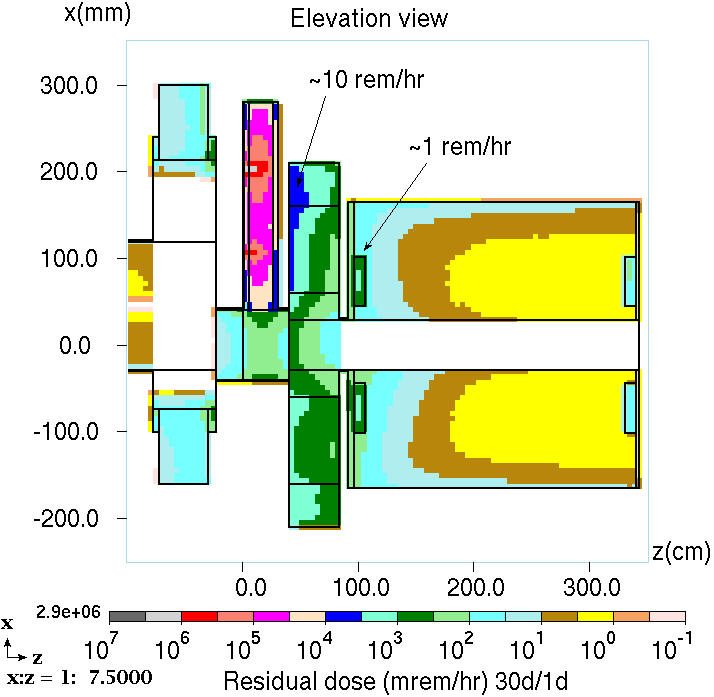 x(mm)
Elevation view
300.0
200.0
100.0
0.0
-100.0
-200.0
~10 rem/hr
~1 rem/hr
z(cm)
0.0 100.0 200.0 300.0
2.9e+06
10^7 10^6 10^5 10^4 10^3 10^2 10^1 10^0 10^-1
x
z
x:z = 1: 7.5000
Residual dose (mrem/hr) 30d/1d